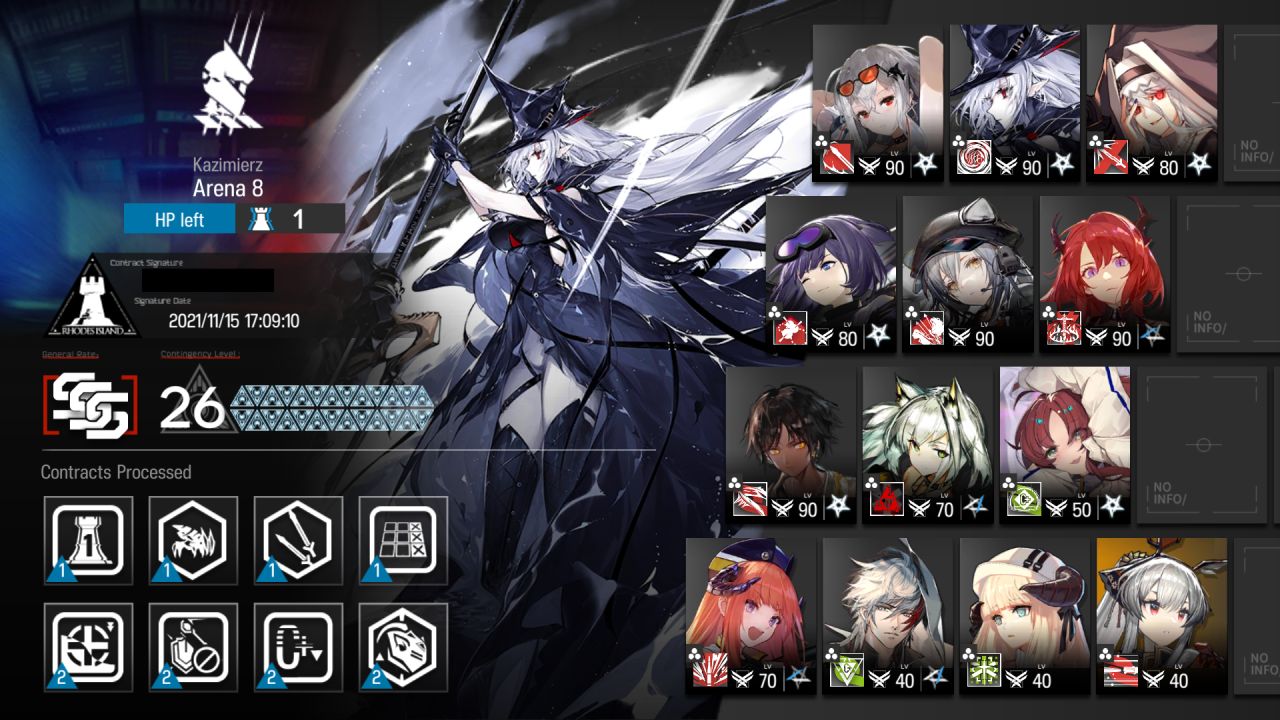 Kazimierz
Arena 8
HP left 1
Contract Signature
Signature Date
2021/11/15 17:09:10
RHODES ISLAND
General Rate:
Contingency Level:
26
Contracts Processed
1
1
1
1
1
2
2
2
2
LV
90
LV
90
LV
80
NO
INFO/
LV
80
LV
90
LV
90
NO
INFO/
LV
90
LV
70
LV
50
NO
INFO/
LV
70
LV
40
LV
40
LV
40
NO
INFO